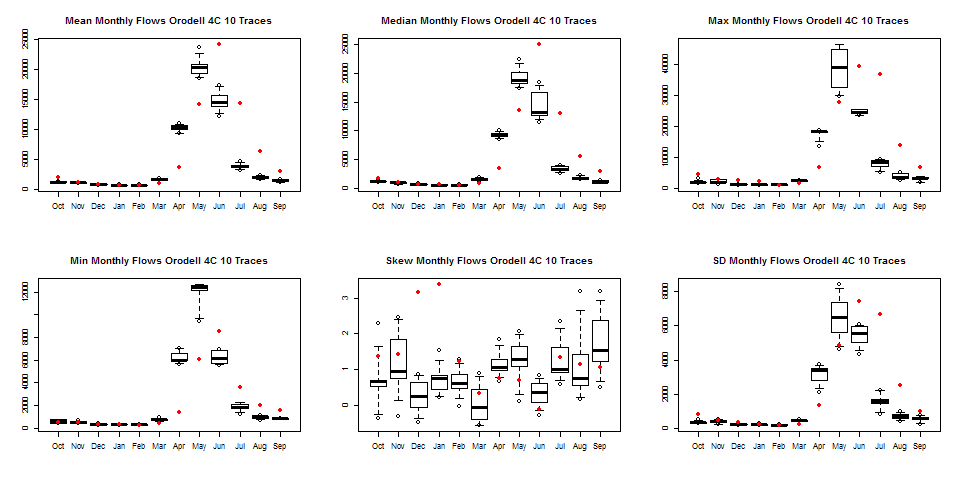 Mean Monthly Flows Orodell 4C 10 Traces
0 5000 10000 15000 20000 25000
Oct Nov Dec Jan Feb Mar Apr May Jun Jul Aug Sep
Median Monthly Flows Orodell 4C 10 Traces
0 5000 10000 15000 20000 25000
Oct Nov Dec Jan Feb Mar Apr May Jun Jul Aug Sep
Max Monthly Flows Orodell 4C 10 Traces
0 10000 20000 30000 40000
Oct Nov Dec Jan Feb Mar Apr May Jun Jul Aug Sep
Min Monthly Flows Orodell 4C 10 Traces
0 2000 4000 6000 8000 12000
Oct Nov Dec Jan Feb Mar Apr May Jun Jul Aug Sep
Skew Monthly Flows Orodell 4C 10 Traces
0 1 2 3
Oct Nov Dec Jan Feb Mar Apr May Jun Jul Aug Sep
SD Monthly Flows Orodell 4C 10 Traces
0 2000 4000 6000 8000
Oct Nov Dec Jan Feb Mar Apr May Jun Jul Aug Sep